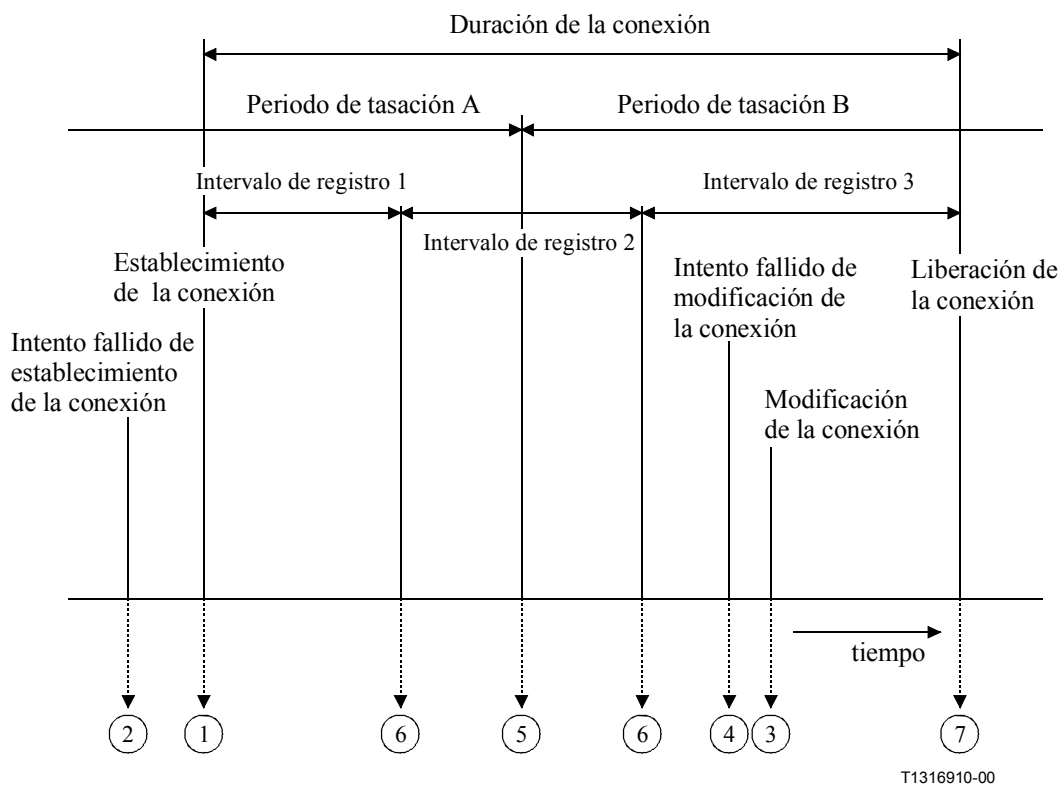 Duración de la conexión
Periodo de tasación A
Periodo de tasación B
Intervalo de registro 1
Intervalo de registro 3
Intervalo de registro 2
Establecimiento
de la conexión
Intento fallido de
modificación de
la conexión
Liberación de
la conexión
Intento fallido de
establecimiento
de la conexión
Modificación
de la conexión
tiempo
2 1 6 5 6 4 3 7
T1316910-00